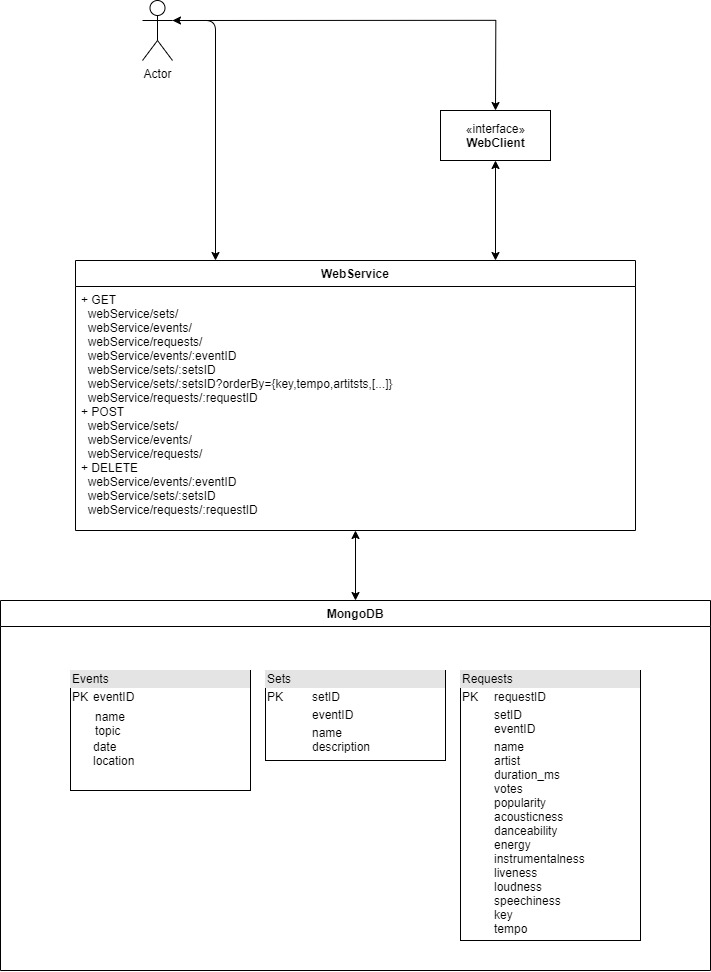 Actor
«interface»
WebClient
WebService
+ GET
webService/sets/
webService/events/
webService/requests/
webService/events/:eventID
webService/sets/:setsID
webService/sets/:setsID?orderBy={key,tempo,artitsts,[...]}
webService/requests/:requestID
+ POST
webService/sets/
webService/events/
webService/requests/
+ DELETE
webService/events/:eventID
webService/sets/:setsID
webService/requests/:requestID
MongoDB
Events
PK eventID
name
topic
date
location
Sets
PK setID
eventID
name
description
Requests
PK requestID
setID
eventID
name
artist
duration_ms
votes
popularity
acousticness
danceability
energy
instrumentalness
liveness
loudness
speechiness
key
tempo